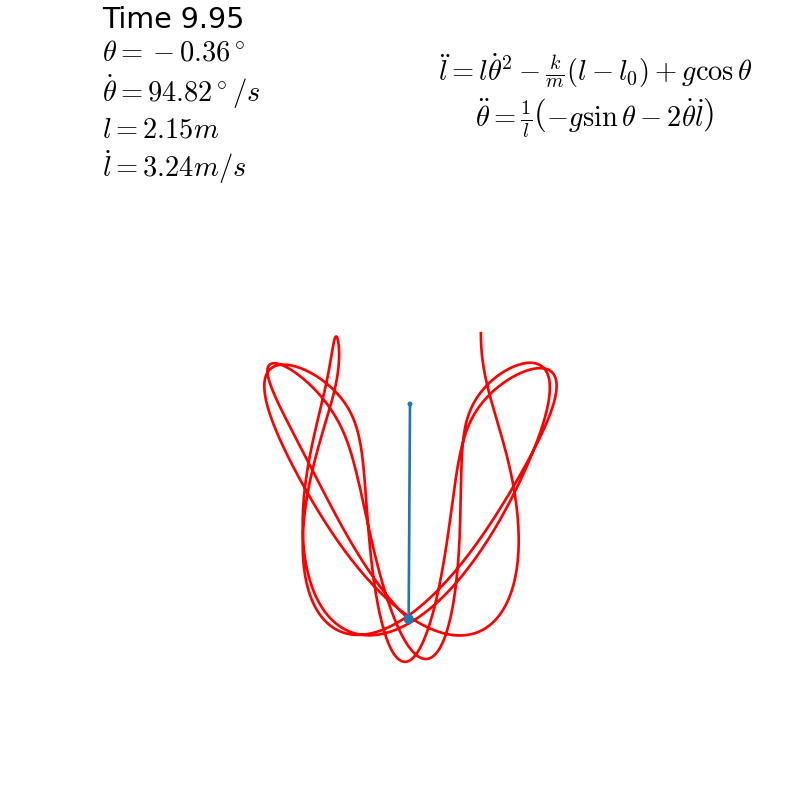 Time 9.95
θ = −0.36°
θ̇ = 94.82°/s
l = 2.15m
l̇ = 3.24m/s
l̈ = lθ̇² − k/m(l − l₀) + g cos θ
θ̈ = 1/l(−g sin θ − 2θ̇l̇)